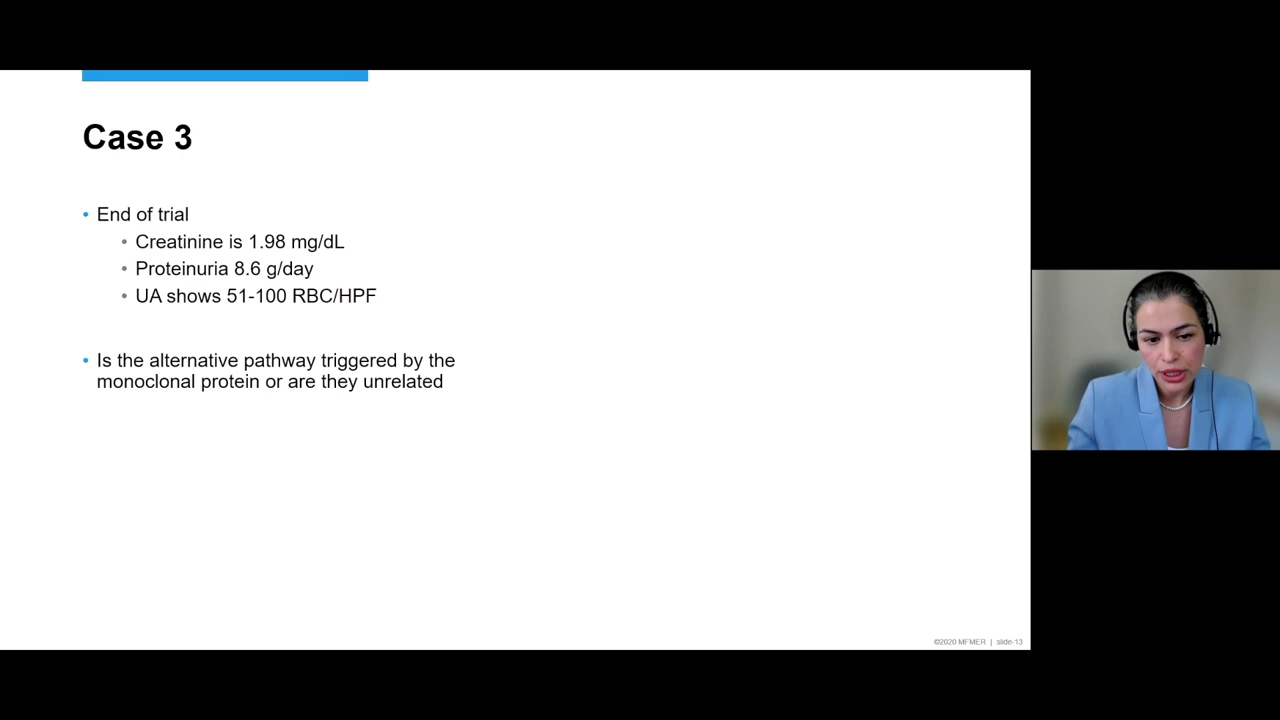 Case 3
• End of trial
• Creatinine is 1.98 mg/dL
• Proteinuria 8.6 g/day
• UA shows 51-100 RBC/HPF
• Is the alternative pathway triggered by the
monoclonal protein or are they unrelated
©2020 MFMER | slide-13